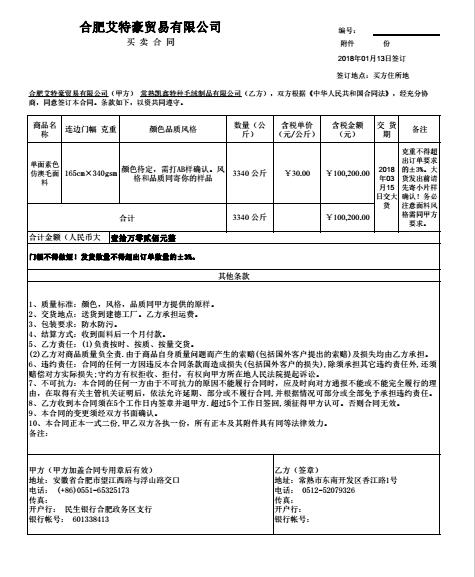 合肥艾特豪贸易有限公司
买 卖 合 同
编号：
附件 份
2018年01月13日签订
签订地点：买方住所地
合肥艾特豪贸易有限公司（甲方） 常熟凯鑫特种毛绒制品有限公司（乙方），双方根据《中华人民共和国合同法》，经充分协
商，同意签订本合同。条款如下，以资共同遵守。
商品名称 连边门幅 克重 颜色品质风格 数量（公斤） 含税单价（元/公斤） 含税金额（元） 交 货 期 备注
单面素色仿澳毛面料 165cm×340gsm 颜色待定，需打AB样确认。风格和品质同寄你的样品 3340 公斤 ￥30.00 ￥100,200.00 2018年03月15日交大货 克重不得超出订单要求的±3%。大货发出前请先寄小片样确认！务必注意面料风格需同甲方要求。
合计 3340 公斤 ￥100,200.00
合计金额（人民币大 壹拾万零贰佰元整
门幅不得做短！发货数量不得超出订单数量的±3%。
其他条款
1、质量标准：颜色，风格，品质同甲方提供的原样。
2、交货地点：送货到建德工厂。乙方承担运费。
3、包装要求：防水防污。
4、结算方式：收到面料后一个月付款。
5、乙方责任：(1)负责按时、按质、按量交货。
(2)乙方对商品质量负全责.由于商品自身质量问题而产生的索赔(包括国外客户提出的索赔)及损失均由乙方承担。
6、违约责任：合同的任何一方因违反本合同条款而造成损失(包括国外客户的损失),除须承担其它违约责任外,还须
赔偿对方实际损失;守约方有权拒收、拒付，有权向甲方所在地人民法院提起诉讼。
7、不可抗力：本合同的任何一方由于不可抗力的原因不能履行合同时，应及时向对方通报不能或不能完全履行的理
由，在取得有关主管机关证明后，依法允许延期、部分或不履行合同,并根据情况可部分或全部免于承担违约责任。
8、乙方收到本合同须在5个工作日内签章并退甲方.超过5个工作日签回,须征得甲方认可。否则合同无效。
9、本合同的变更须经双方书面确认。
10、本合同正本一式二份,甲乙双方各执一份，所有正本及其附件具有同等法律效力。
备注:
甲方（甲方加盖合同专用章后有效）
地址：安徽省合肥市望江西路与浮山路交口
电话： (+86)0551-65325173
传真：
开户行： 民生银行合肥政务区支行
银行帐号： 601338413
乙方（签章）
地址：常熟市东南开发区香江路1号
电话： 0512-52079326
传真：
开户行：
银行帐号：